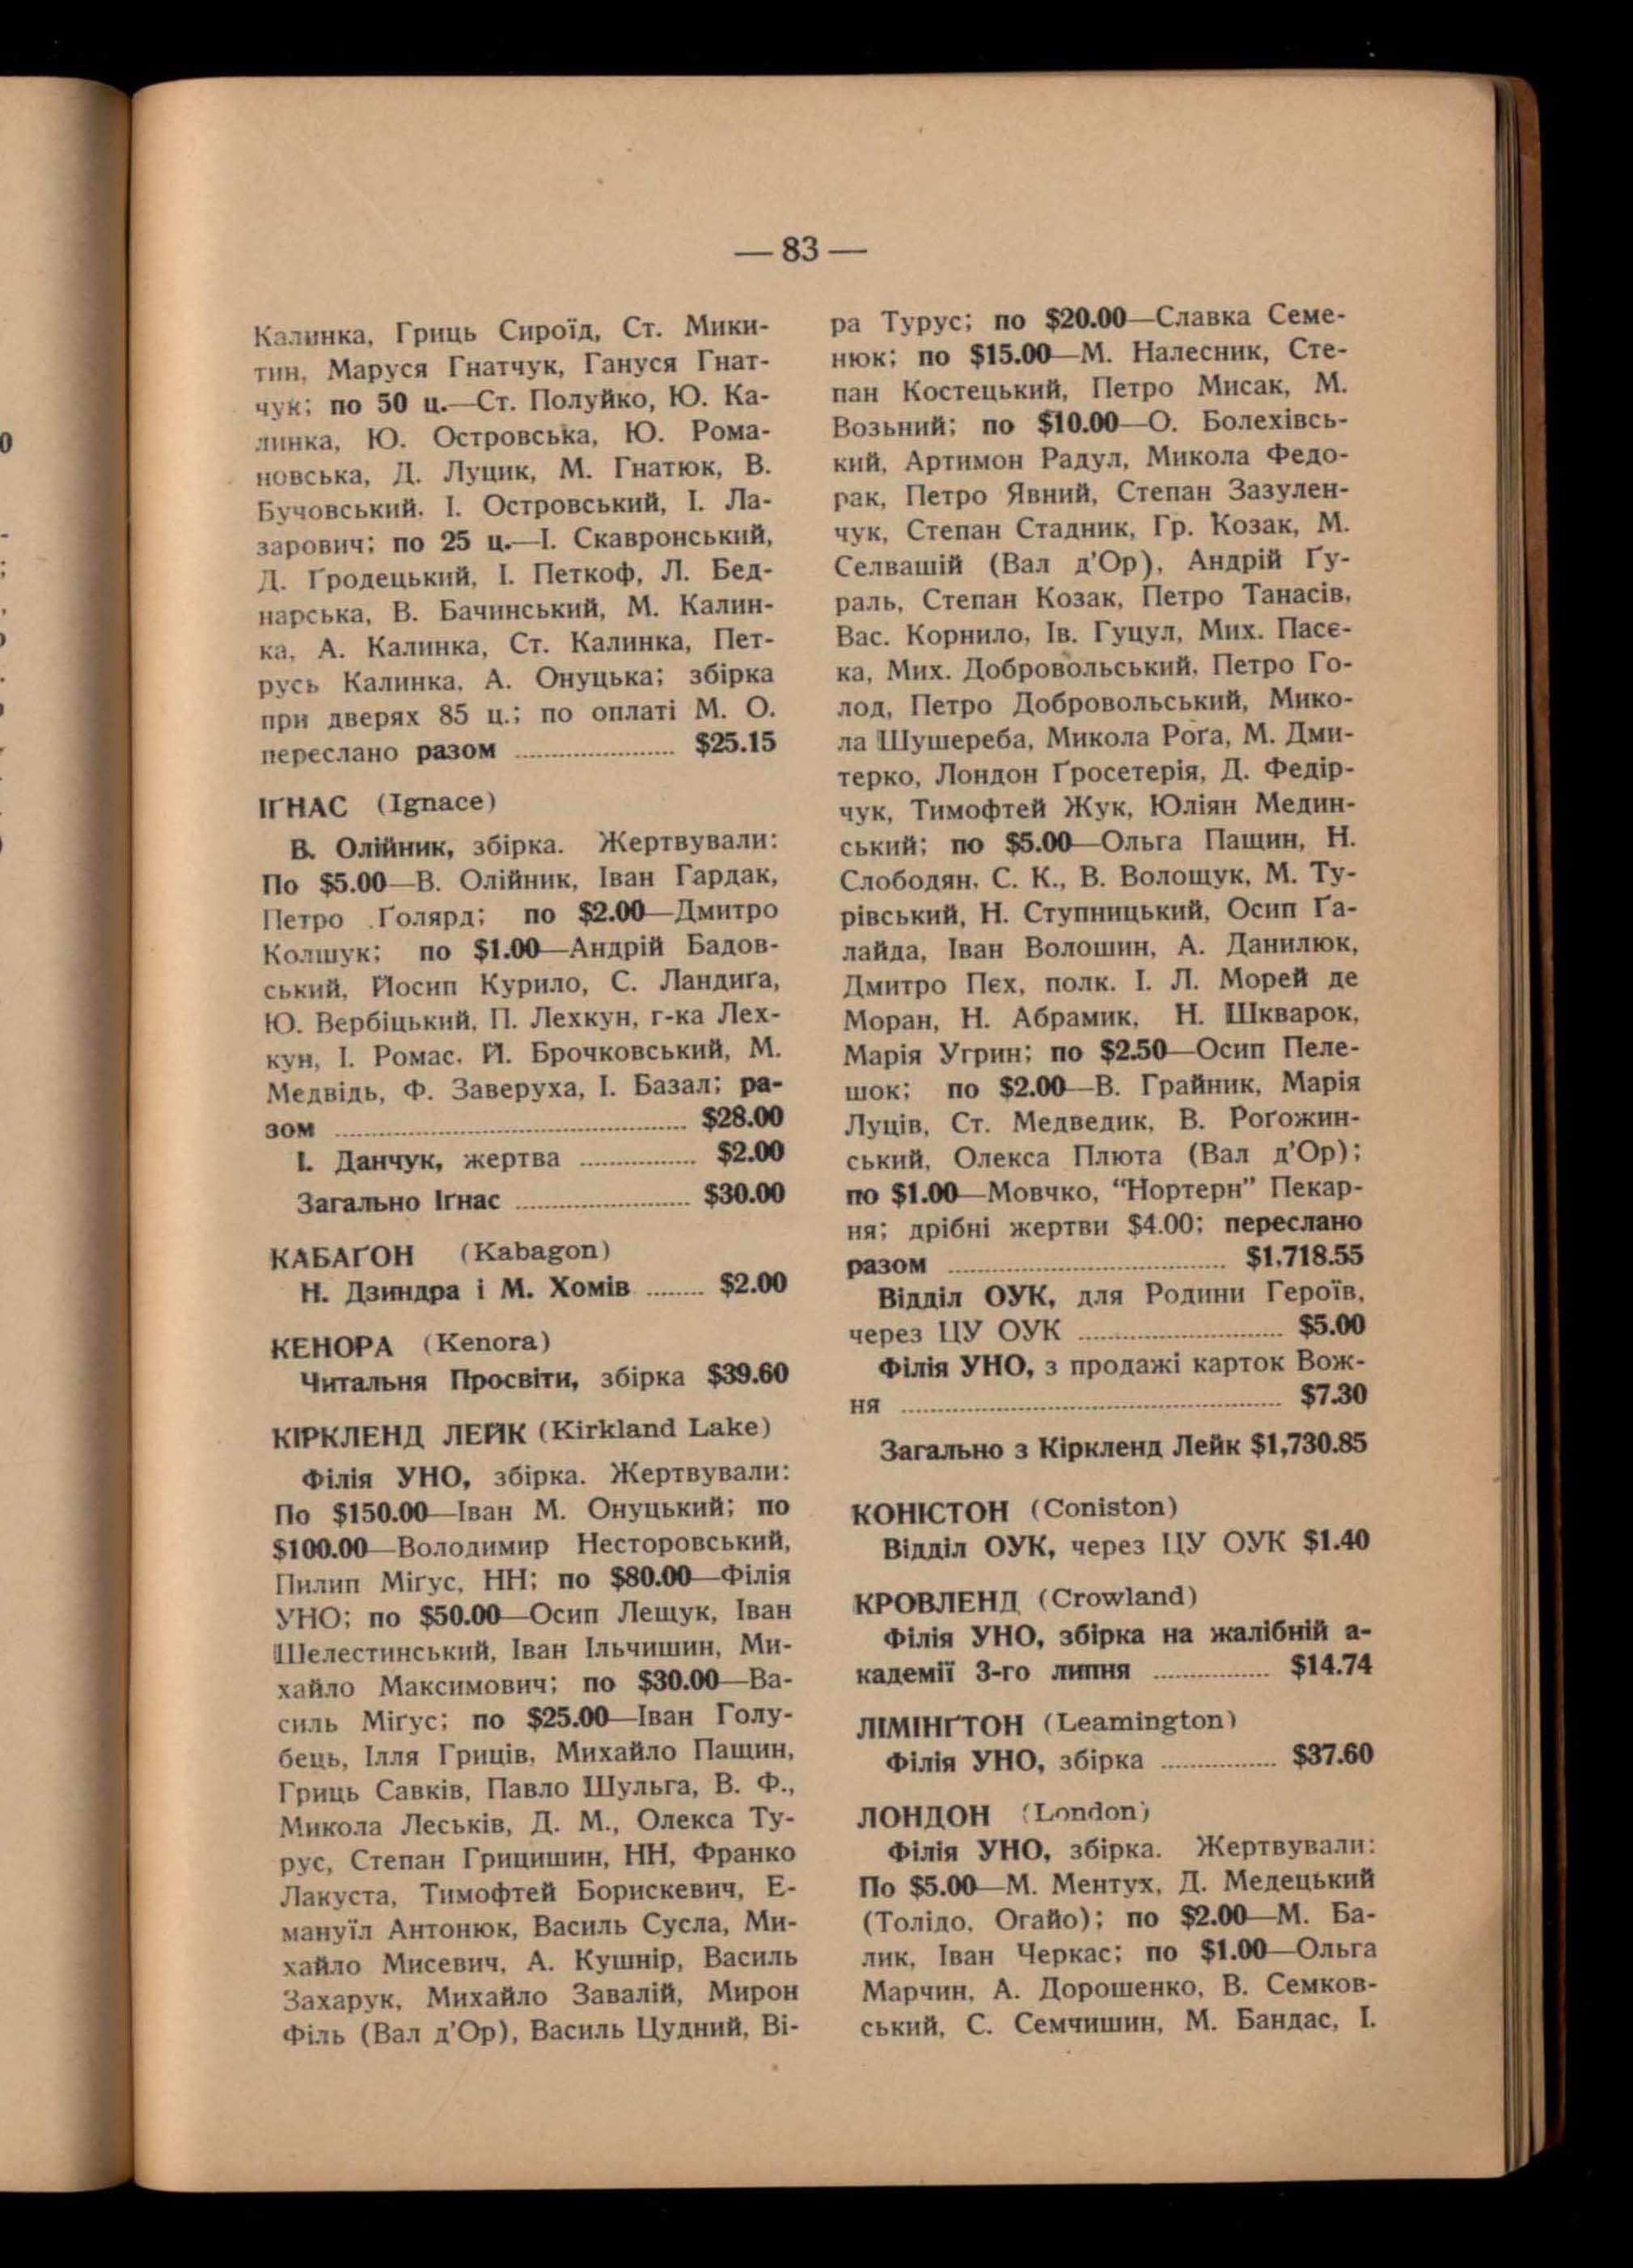 — 83 —
Калинка, Гриць Сироїд, Ст. Мики-
тин, Маруся Гнатчук, Гануся Гнат-
чук; по 50 ц.—Ст. Полуйко, Ю. Ка-
линка, Ю. Островська, Ю. Рома-
новська, Д. Луцик, М. Гнатюк, В.
Бучовський, І. Островський, І. Ла-
зарович; по 25 ц.—І. Скавронський,
Д. Ґродецький, І. Петкоф, Л. Бед-
нарська, В. Бачинський, М. Калин-
ка, А. Калинка, Ст. Калинка, Пет-
русь Калинка, А. Онуцька; збірка
при дверях 85 ц.; по оплаті М. О.
переслано разом ........ $25.15
ІҐНАС (Ignace)
В. Олійник, збірка. Жертвували:
По $5.00—В. Олійник, Іван Гардак,
Петро Ґолярд; по $2.00—Дмитро
Колшук; по $1.00—Андрій Бадов-
ський, Йосип Курило, С. Ландиґа,
Ю. Вербіцький, П. Лехкун, г-ка Лех-
кун, І. Ромас, Й. Брочковський, М.
Медвідь, Ф. Заверуха, І. Базал; ра-
зом ........ $28.00
І. Данчук, жертва ........ $2.00
Загально Іґнас ........ $30.00
КАБАҐОН (Kabagon)
Н. Дзиндра і М. Хомів ........ $2.00
КЕНОРА (Kenora)
Читальня Просвіти, збірка $39.60
КІРКЛЕНД ЛЕЙК (Kirkland Lake)
Філія УНО, збірка. Жертвували:
По $150.00—Іван М. Онуцький; по
$100.00—Володимир Несторовський,
Пилип Міґус, НН; по $80.00—Філія
УНО; по $50.00—Осип Лещук, Іван
Шелестинський, Іван Ільчишин, Ми-
хайло Максимович; по $30.00—Ва-
силь Міґус; по $25.00—Іван Голу-
бець, Ілля Гриців, Михайло Пащин,
Гриць Савків, Павло Шульга, В. Ф.,
Микола Леськів, Д. М., Олекса Ту-
рус, Степан Грицишин, НН, Франко
Лакуста, Тимофтей Борискевич, Е-
мануїл Антонюк, Василь Сусла, Ми-
хайло Мисевич, А. Кушнір, Василь
Захарук, Михайло Завалій, Мирон
Філь (Вал д’Ор), Василь Цудний, Ві-
ра Турус; по $20.00—Славка Семе-
нюк; по $15.00—М. Налесник, Сте-
пан Костецький, Петро Мисак, М.
Возьний; по $10.00—О. Болехівсь-
кий, Артимон Радул, Микола Федо-
рак, Петро Явний, Степан Зазулен-
чук, Степан Стадник, Гр. Козак, М.
Селвашій (Вал д’Ор), Андрій Ґу-
раль, Степан Козак, Петро Танасів,
Вас. Корнило, Ів. Гуцул, Мих. Пасє-
ка, Мих. Добровольський, Петро Го-
лод, Петро Добровольський, Мико-
ла Шушереба, Микола Роґа, М. Дми-
терко, Лондон Ґросетерія, Д. Федір-
чук, Тимофтей Жук, Юліян Медин-
ський; по $5.00—Ольга Пащин, Н.
Слободян, С. К., В. Волощук, М. Ту-
рівський, Н. Ступницький, Осип Ґа-
лайда, Іван Волошин, А. Данилюк,
Дмитро Пех, полк. І. Л. Морей де
Моран, Н. Абрамик, Н. Шкварок,
Марія Угрин; по $2.50—Осип Пеле-
шок; по $2.00—В. Грайник, Марія
Луців, Ст. Медведик, В. Роґожин-
ський, Олекса Плюта (Вал д’Ор);
по $1.00—Мовчко, “Нортерн” Пекар-
ня; дрібні жертви $4.00; переслано
разом ........ $1,718.55
Відділ ОУК, для Родини Героїв,
через ЦУ ОУК ........ $5.00
Філія УНО, з продажі карток Вож-
ня ........ $7.30
Загально з Кіркленд Лейк $1,730.85
КОНІСТОН (Coniston)
Відділ ОУК, через ЦУ ОУК $1.40
КРОВЛЕНД (Crowland)
Філія УНО, збірка на жалібній а-
кадемії 3-го липня ........ $14.74
ЛІМІНҐТОН (Leamington)
Філія УНО, збірка ........ $37.60
ЛОНДОН (London)
Філія УНО, збірка. Жертвували:
По $5.00—М. Ментух, Д. Медецький
(Толідо, Огайо); по $2.00—М. Ба-
лик, Іван Черкас; по $1.00—Ольга
Марчин, А. Дорошенко, В. Семков-
ський, С. Семчишин, М. Бандас, І.